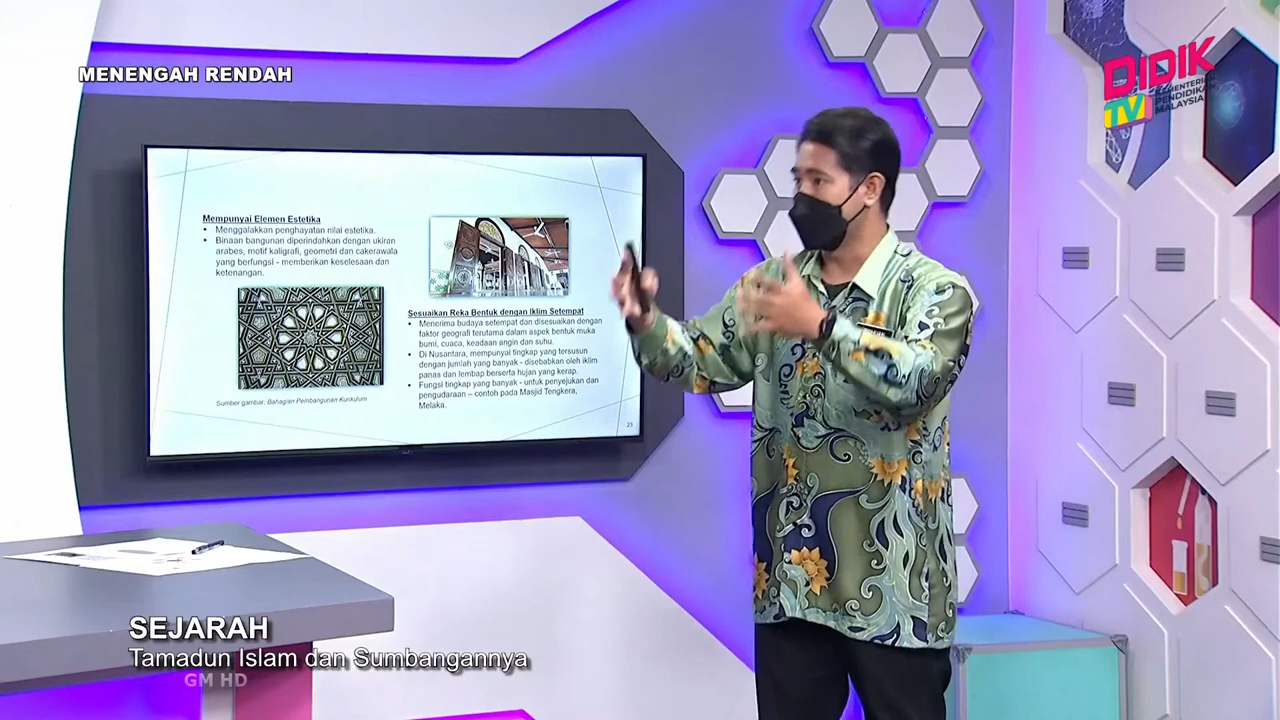 MENENGAH RENDAH
DIDIK
TV
KEMENTERIAN
PENDIDIKAN
MALAYSIA
Mempunyai Elemen Estetika
• Menggalakkan penghayatan nilai estetika.
• Binaan bangunan diperindahkan dengan ukiran
arabes, motif kaligrafi, geometri dan cakerawala
yang berfungsi - memberikan keselesaan dan
ketenangan.
Sumber gambar: Bahagian Pembangunan Kurikulum
Sesuaikan Reka Bentuk dengan Iklim Setempat
• Menerima budaya setempat dan disesuaikan dengan
faktor geografi terutama dalam aspek bentuk muka
bumi, cuaca, keadaan angin dan suhu.
• Di Nusantara, mempunyai tingkap yang tersusun
dengan jumlah yang banyak - disebabkan oleh iklim
panas dan lembap berserta hujan yang kerap.
• Fungsi tingkap yang banyak - untuk penyejukan dan
pengudaraan – contoh pada Masjid Tengkera,
Melaka.
23
SEJARAH
Tamadun Islam dan Sumbangannya
GM HD